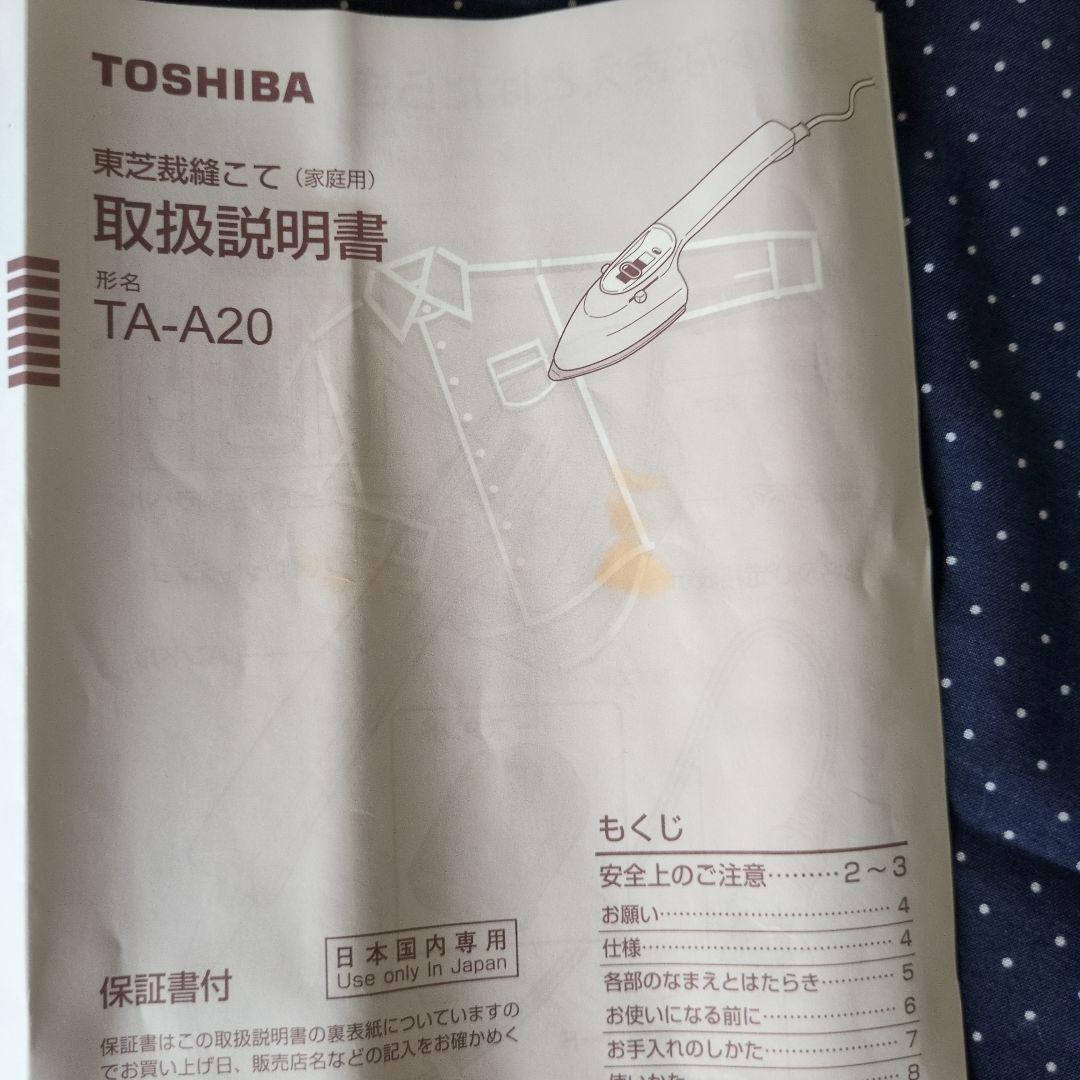 TOSHIBA
東芝裁縫こて（家庭用）
取扱説明書
形名
TA-A20
もくじ
安全上のご注意………2～3
お願い…………………………… 4
仕様……………………………… 4
各部のなまえとはたらき……… 5
お使いになる前に……………… 6
お手入れのしかた……………… 7
使いかた………………………… 8
日本国内専用
Use only in Japan
保証書付
保証書はこの取扱説明書の裏表紙についていますの
でお買い上げ日、販売店名などの記入をお確かめく